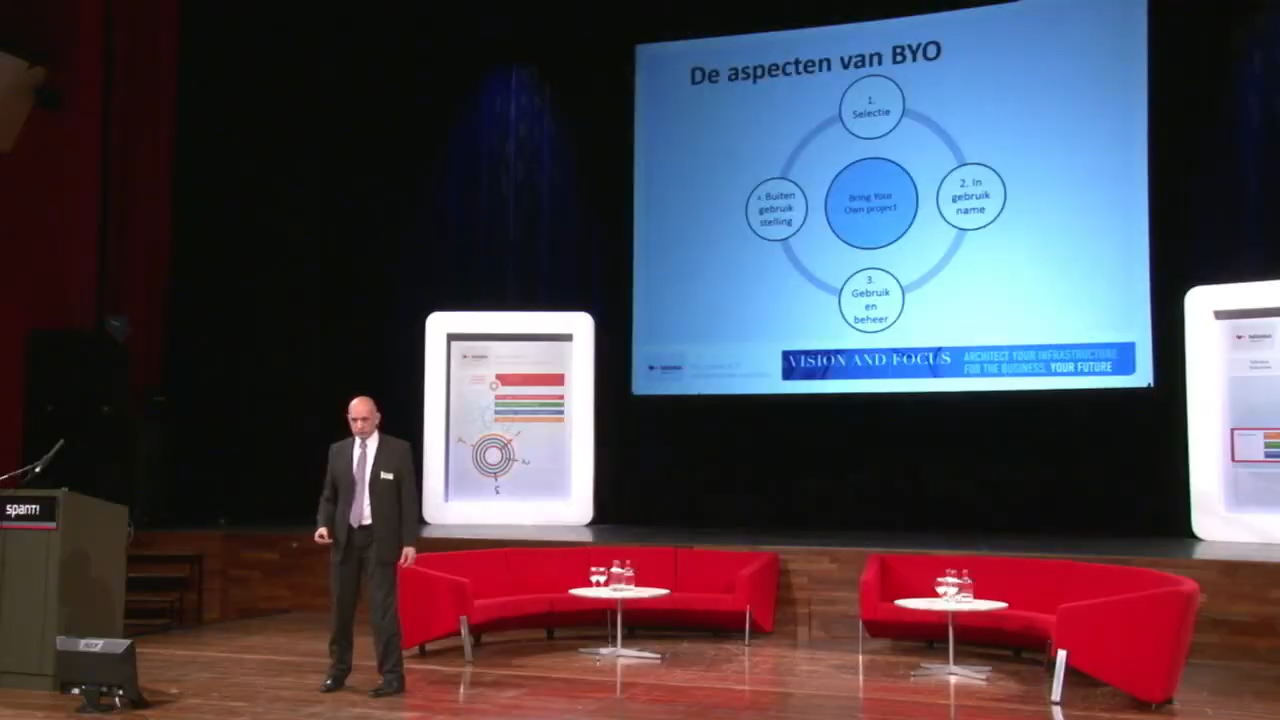 De aspecten van BYO
1.
Selectie
2. In
gebruik
name
3.
Gebruik
en
beheer
4. Buiten
gebruik
stelling
Bring Your
Own project
VISION AND FOCUS
ARCHITECT YOUR INFRASTRUCTURE
FOR THE BUSINESS, YOUR FUTURE
spant!